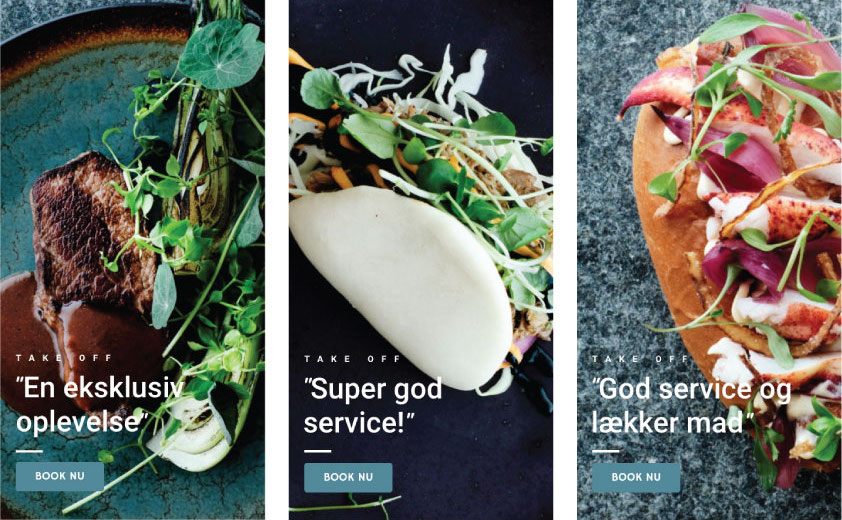 TAKE OFF
"En eksklusiv
oplevelse"
BOOK NU
TAKE OFF
"Super god
service!"
BOOK NU
TAKE OFF
"God service og
lækker mad"
BOOK NU